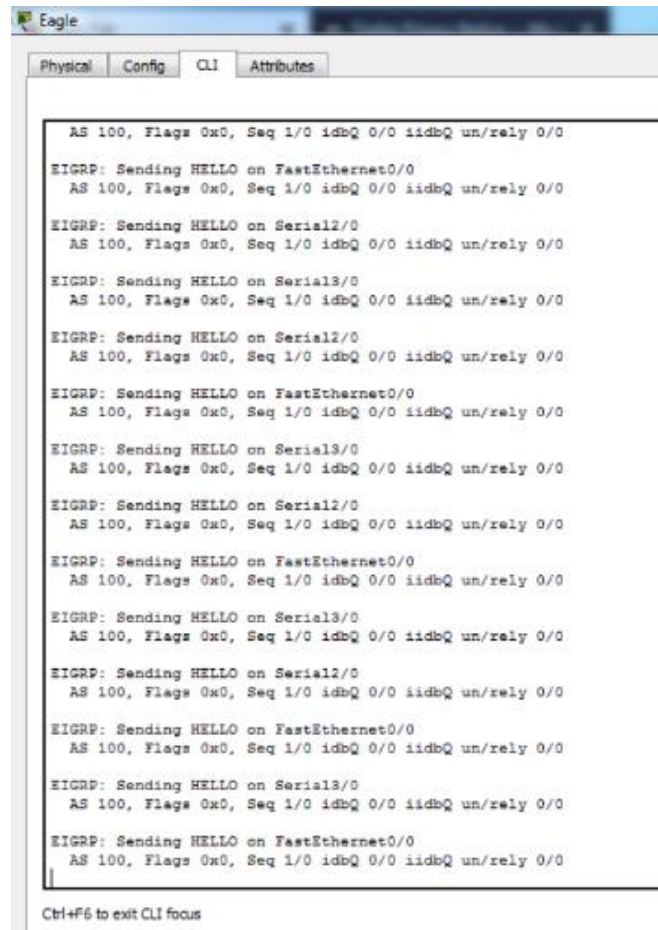 Eagle
Physical Config CLI Attributes
AS 100, Flags 0x0, Seq 1/0 idbQ 0/0 iidbQ un/rely 0/0
EIGRP: Sending HELLO on FastEthernet0/0
AS 100, Flags 0x0, Seq 1/0 idbQ 0/0 iidbQ un/rely 0/0
EIGRP: Sending HELLO on Serial2/0
AS 100, Flags 0x0, Seq 1/0 idbQ 0/0 iidbQ un/rely 0/0
EIGRP: Sending HELLO on Serial3/0
AS 100, Flags 0x0, Seq 1/0 idbQ 0/0 iidbQ un/rely 0/0
EIGRP: Sending HELLO on Serial2/0
AS 100, Flags 0x0, Seq 1/0 idbQ 0/0 iidbQ un/rely 0/0
EIGRP: Sending HELLO on FastEthernet0/0
AS 100, Flags 0x0, Seq 1/0 idbQ 0/0 iidbQ un/rely 0/0
EIGRP: Sending HELLO on Serial3/0
AS 100, Flags 0x0, Seq 1/0 idbQ 0/0 iidbQ un/rely 0/0
EIGRP: Sending HELLO on Serial2/0
AS 100, Flags 0x0, Seq 1/0 idbQ 0/0 iidbQ un/rely 0/0
EIGRP: Sending HELLO on FastEthernet0/0
AS 100, Flags 0x0, Seq 1/0 idbQ 0/0 iidbQ un/rely 0/0
EIGRP: Sending HELLO on Serial3/0
AS 100, Flags 0x0, Seq 1/0 idbQ 0/0 iidbQ un/rely 0/0
EIGRP: Sending HELLO on Serial2/0
AS 100, Flags 0x0, Seq 1/0 idbQ 0/0 iidbQ un/rely 0/0
EIGRP: Sending HELLO on FastEthernet0/0
AS 100, Flags 0x0, Seq 1/0 idbQ 0/0 iidbQ un/rely 0/0
EIGRP: Sending HELLO on Serial3/0
AS 100, Flags 0x0, Seq 1/0 idbQ 0/0 iidbQ un/rely 0/0
EIGRP: Sending HELLO on FastEthernet0/0
AS 100, Flags 0x0, Seq 1/0 idbQ 0/0 iidbQ un/rely 0/0
Ctrl+F6 to exit CLI focus